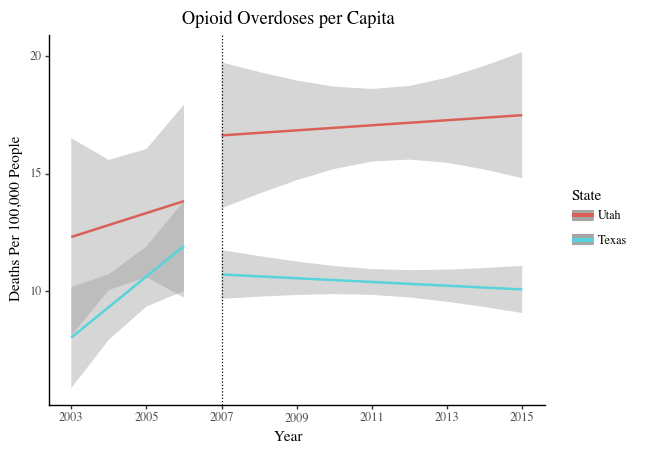 Opioid Overdoses per Capita
Deaths Per 100,000 People
20
15
10
2003 2005 2007 2009 2011 2013 2015
Year
State
Utah
Texas